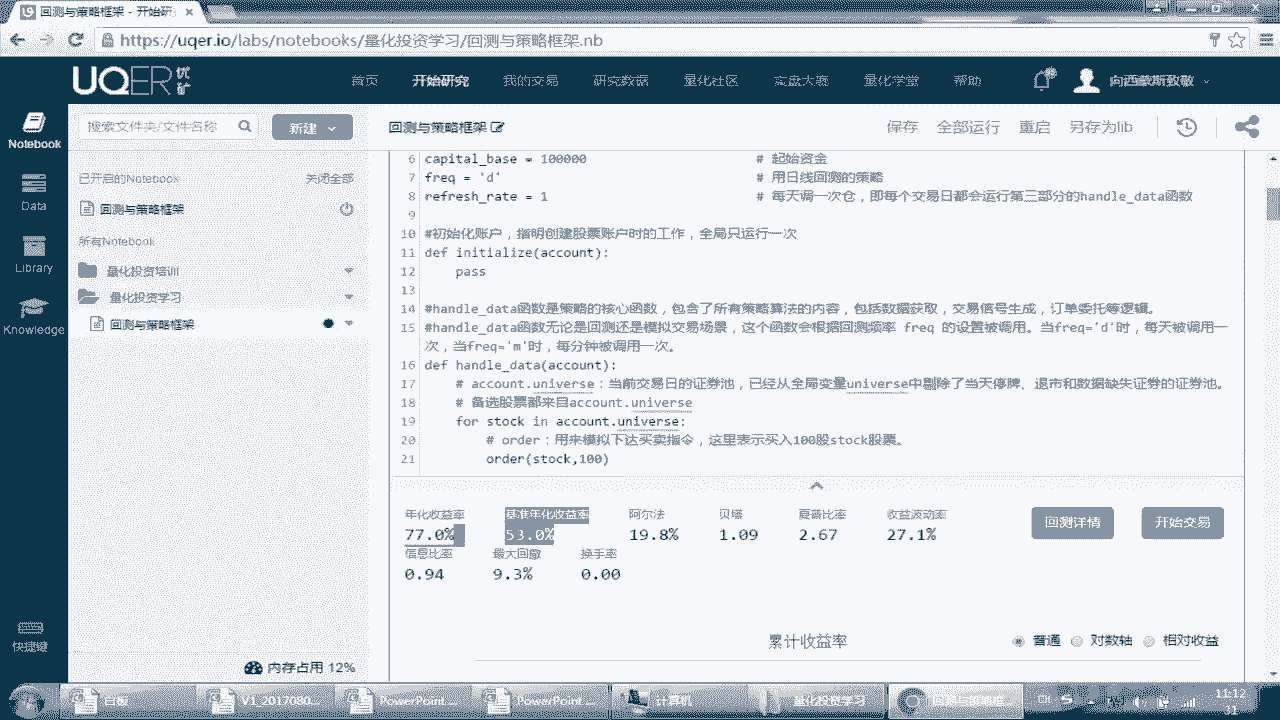 回测与策略框架 - 开始研
https://uqer.io/labs/notebooks/量化投资学习/回测与策略框架.nb
UQER 优矿
首页 开始研究 我的交易 研究数据 量化社区 实盘大赛 量化学堂 帮助 向西蒙斯致敬
Notebook
Data
Library
Knowledge
快捷键
搜索文件夹/文件名称 新建
已开启的Notebook 关闭全部
回测与策略框架
所有Notebook
量化投资培训
量化投资学习
回测与策略框架
内存占用 12%
回测与策略框架 保存 全部运行 重启 另存为lib
6 capital_base = 100000 # 起始资金
7 freq = 'd' # 用日线回测的策略
8 refresh_rate = 1 # 每天调一次仓，即每个交易日都会运行第三部分的handle_data函数
9
10 #初始化账户，指明创建股票账户时的工作，全局只运行一次
11 def initialize(account):
12 pass
13
14 #handle_data函数是策略的核心函数，包含了所有策略算法的内容，包括数据获取，交易信号生成，订单委托等逻辑。
15 #handle_data函数无论是回测还是模拟交易场景，这个函数会根据回测频率 freq 的设置被调用。当freq='d'时，每天被调用一
次，当freq='m'时，每分钟被调用一次。
16 def handle_data(account):
17 # account.universe：当前交易日的证券池，已经从全局变量universe中剔除了当天停牌、退市和数据缺失证券的证券池。
18 # 备选股票都来自account.universe
19 for stock in account.universe:
20 # order：用来模拟下达买卖指令，这里表示买入100股stock股票。
21 order(stock,100)
年化收益率 基准年化收益率 阿尔法 贝塔 夏普比率 收益波动率
77.0% 53.0% 19.8% 1.09 2.67 27.1%
信息比率 最大回撤 换手率
0.94 9.3% 0.00
回测详情 开始交易
累计收益率 普通 对数轴 相对收益
白板 V1_2017080... PowerPoint ... PowerPoint ... 计算机 量化投资学习 CH 11:12
31